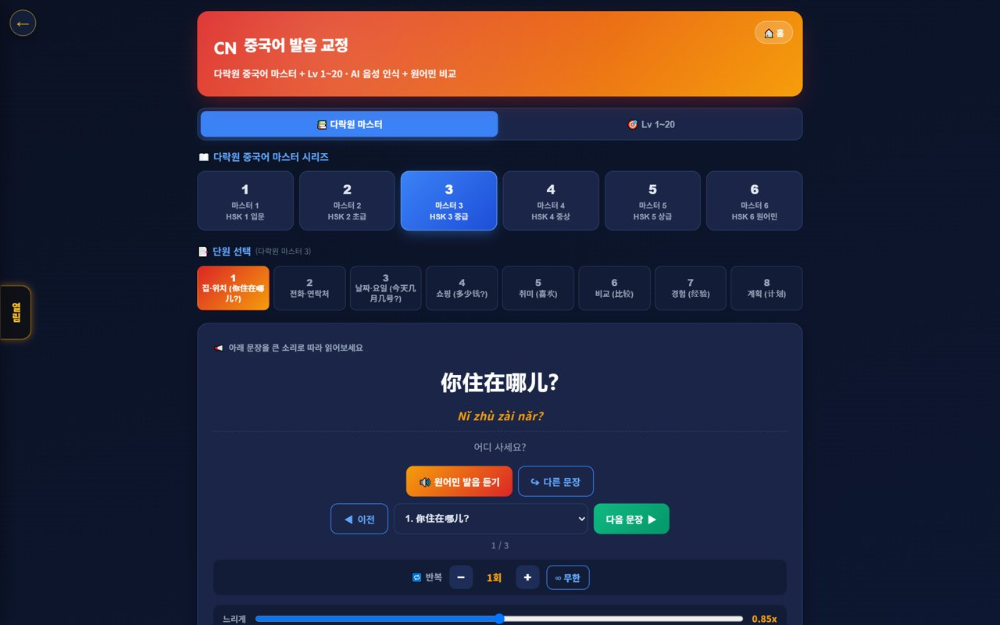 ←
CN 중국어 발음 교정
🏠 홈
다락원 중국어 마스터 + Lv 1~20 · AI 음성 인식 + 원어민 비교
📚 다락원 마스터
🎯 Lv 1~20
📖 다락원 중국어 마스터 시리즈
1
마스터 1
HSK 1 입문
2
마스터 2
HSK 2 초급
3
마스터 3
HSK 3 중급
4
마스터 4
HSK 4 중상
5
마스터 5
HSK 5 상급
6
마스터 6
HSK 6 원어민
📑 단원 선택 (다락원 마스터 3)
1
집·위치 (你住在哪
儿?)
2
전화·연락처
3
날짜·요일 (今天几
月几号?)
4
쇼핑 (多少钱?)
5
취미 (喜欢)
6
비교 (比较)
7
경험 (经验)
8
계획 (计划)
열림
📢 아래 문장을 큰 소리로 따라 읽어보세요
你住在哪儿?
Nǐ zhù zài nǎr?
어디 사세요?
🔊 원어민 발음 듣기
↪ 다른 문장
◀ 이전
1. 你住在哪儿?
다음 문장 ▶
1 / 3
🔁 반복
−
1회
+
∞ 무한
느리게
0.85x